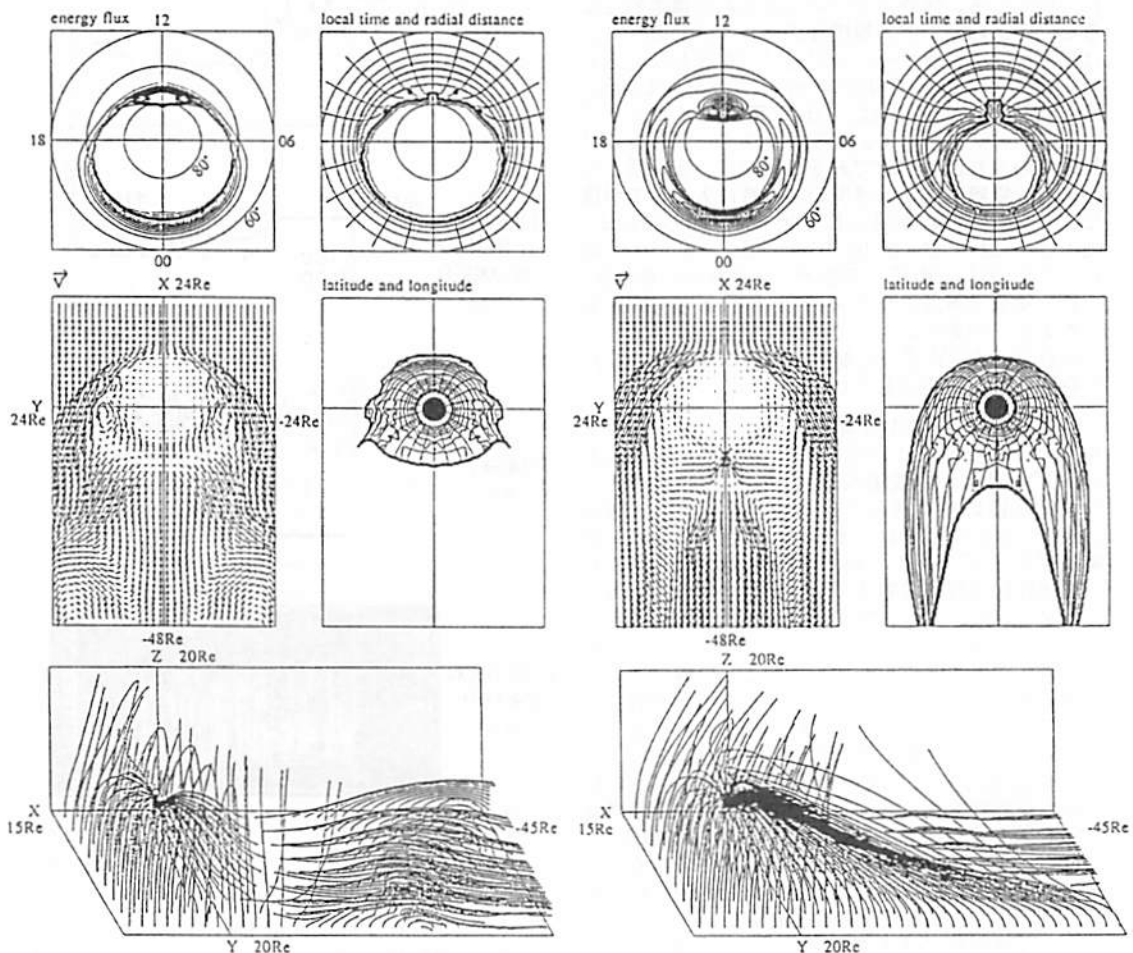 energy flux 12 local time and radial distance energy flux 12 local time and radial distance
18 06 18 06
80° 80°
60° 60°
00 00
V X 24Re latitude and longitude V X 24Re latitude and longitude
Y 24Re -24Re Y 24Re -24Re
-48Re -48Re
Z 20Re Z 20Re
X 15Re -45Re X 15Re -45Re
Y 20Re Y 20Re